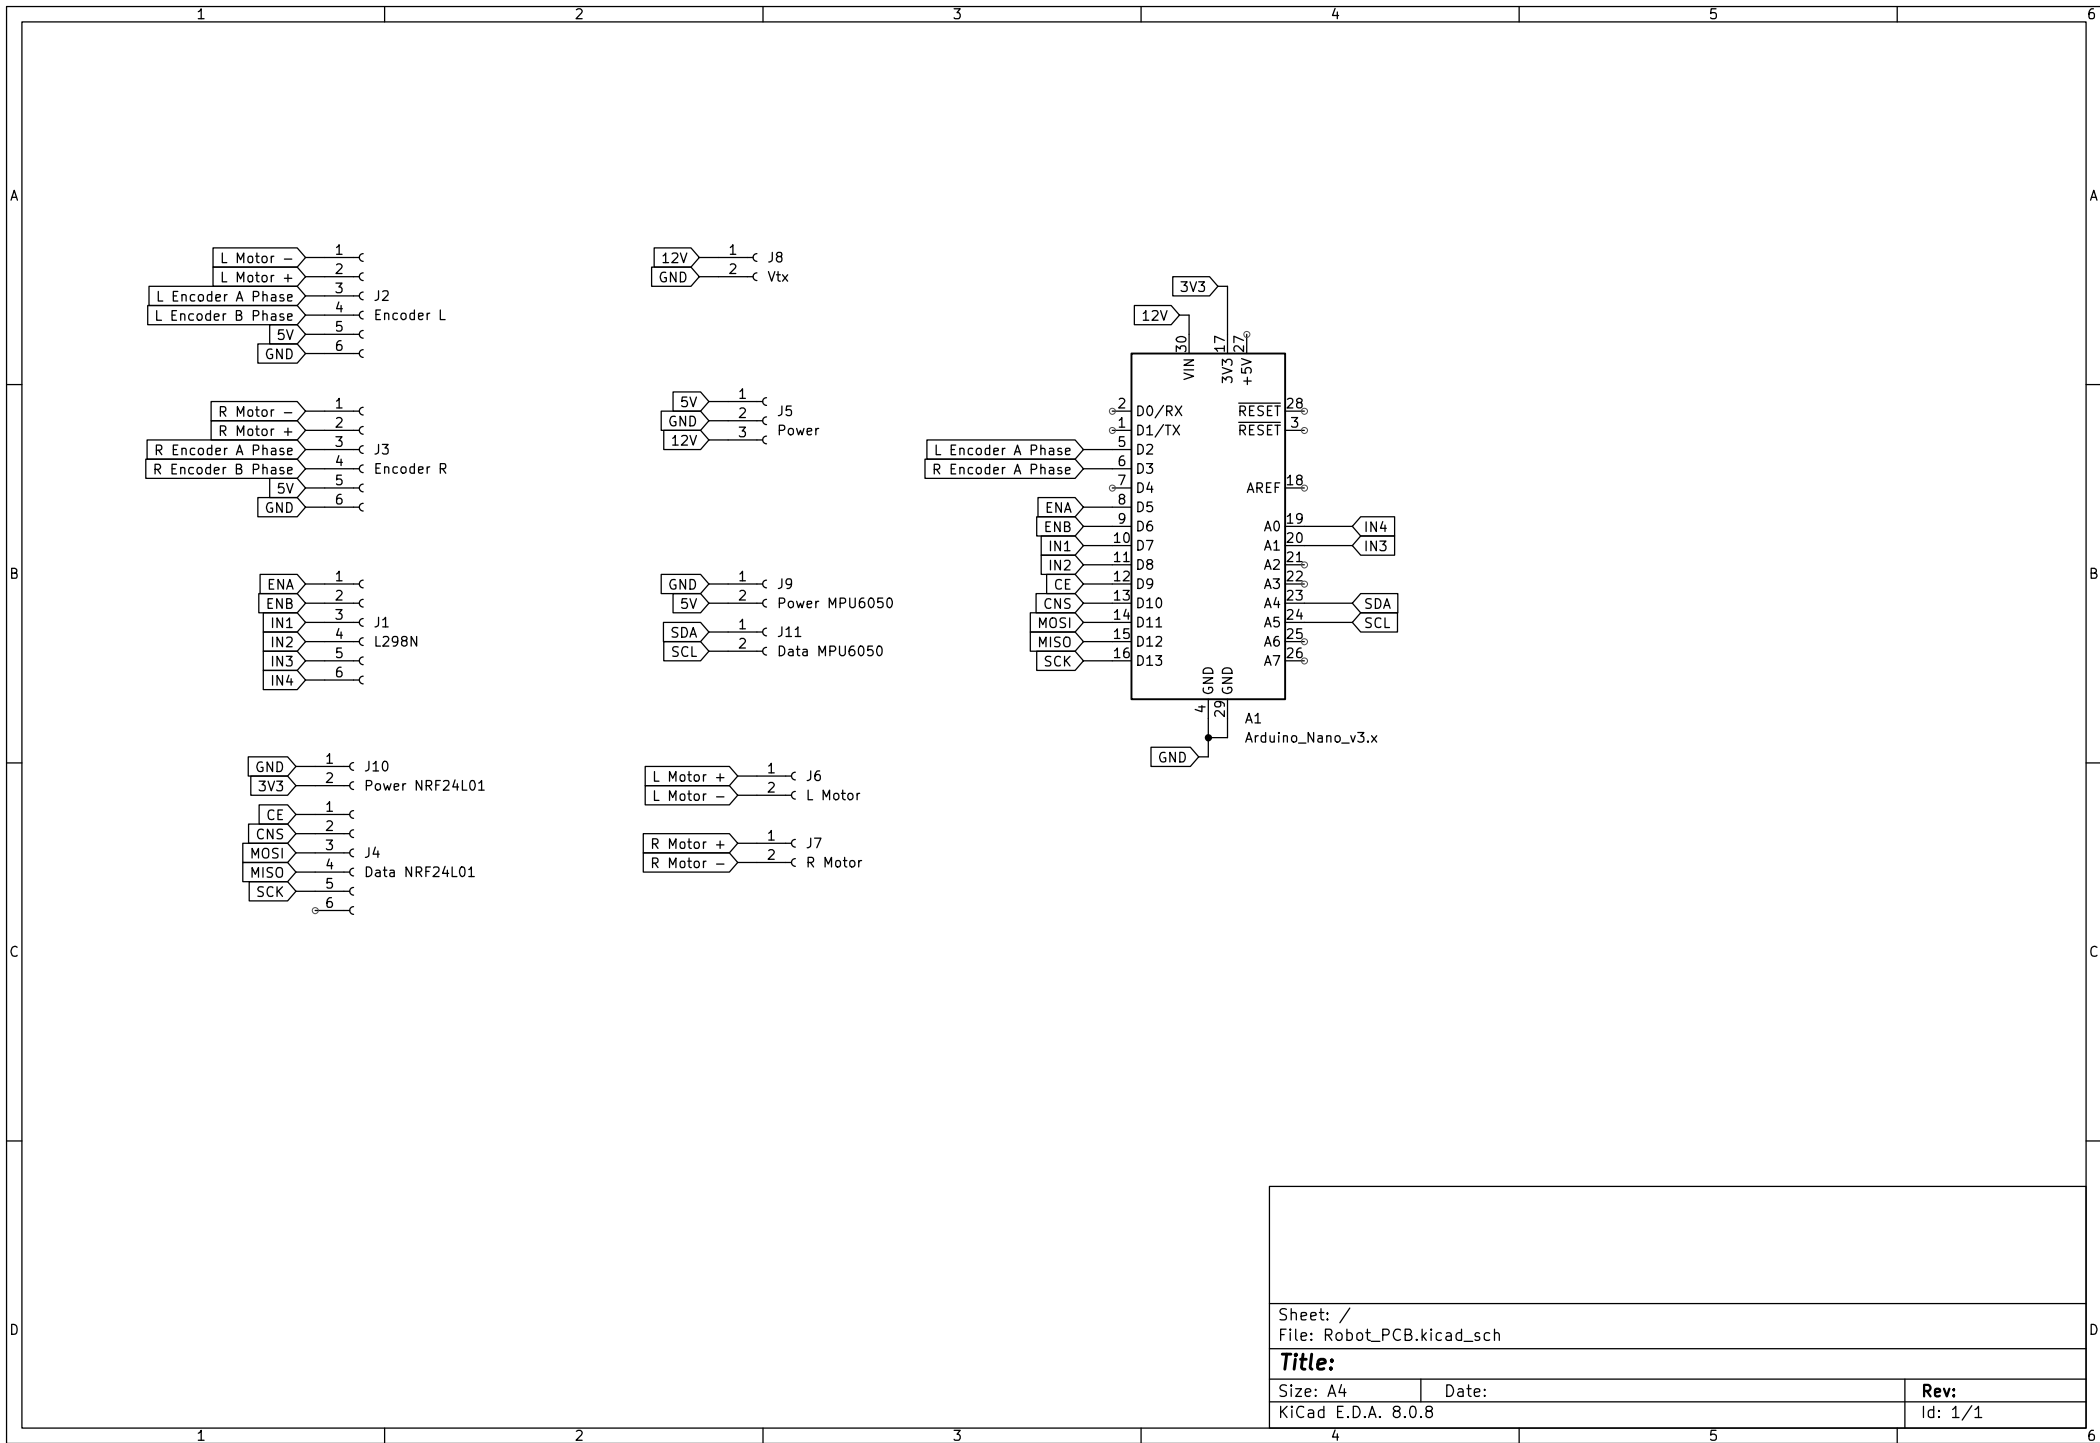 1 2 3 4 5 6
A A
L Motor - 1
L Motor + 2
L Encoder A Phase 3 J2
L Encoder B Phase 4 Encoder L
5V 5
GND 6
12V 1 J8
GND 2 Vtx
R Motor - 1
R Motor + 2
R Encoder A Phase 3 J3
R Encoder B Phase 4 Encoder R
5V 5
GND 6
5V 1
J5
GND 2
Power
12V 3
B B
ENA 1
ENB 2
IN1 3 J1
IN2 4 L298N
IN3 5
IN4 6
GND 1 J9
5V 2 Power MPU6050
SDA 1 J11
SCL 2 Data MPU6050
3V3
12V
30 17 27
VIN 3V3 +5V
2 D0/RX RESET 28
1 D1/TX RESET 3
L Encoder A Phase 5 D2
R Encoder A Phase 6 D3
7 D4 AREF 18
ENA 8 D5
ENB 9 D6 A0 19 IN4
IN1 10 D7 A1 20 IN3
IN2 11 D8 A2 21
CE 12 D9 A3 22
CNS 13 D10 A4 23 SDA
MOSI 14 D11 A5 24 SCL
MISO 15 D12 A6 25
SCK 16 D13 A7 26
GND GND
4 29
A1
Arduino_Nano_v3.x
GND
GND 1 J10
3V3 2 Power NRF24L01
CE 1
CNS 2
MOSI 3 J4
MISO 4 Data NRF24L01
SCK 5
6
L Motor + 1 J6
L Motor - 2 L Motor
R Motor + 1 J7
R Motor - 2 R Motor
C C
D D
Sheet: /
File: Robot_PCB.kicad_sch
Title:
Size: A4 Date: Rev:
KiCad E.D.A. 8.0.8 Id: 1/1
1 2 3 4 5 6